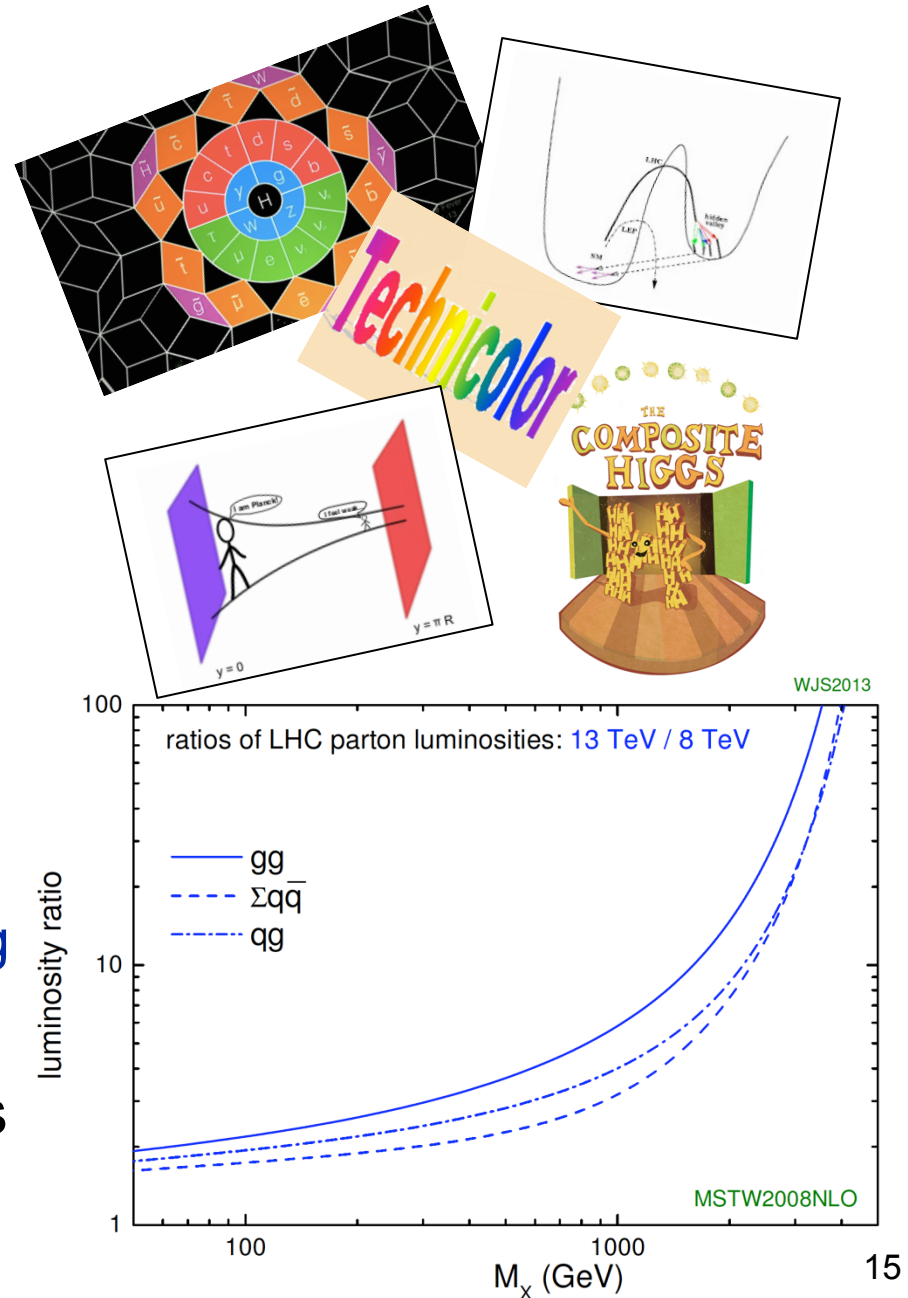 W
t̃
d̃
c̃
s̃
H̃
γ̃
ũ
b̃
t
d
c
s
u
b
γ
g
H
W
Z
τ
μ
e
ν
ν
ν
τ̃
g̃
μ̃
ẽ
LHC
LEP
SM
hidden
valley
Technicolor
THE
COMPOSITE
HIGGS
I am Planck!
I feel weak
y = 0
y = π R
WJS2013
ratios of LHC parton luminosities: 13 TeV / 8 TeV
gg
Σqq̅
qg
luminosity ratio
100
10
1
MSTW2008NLO
100
1000
M_X (GeV)
g
s
15